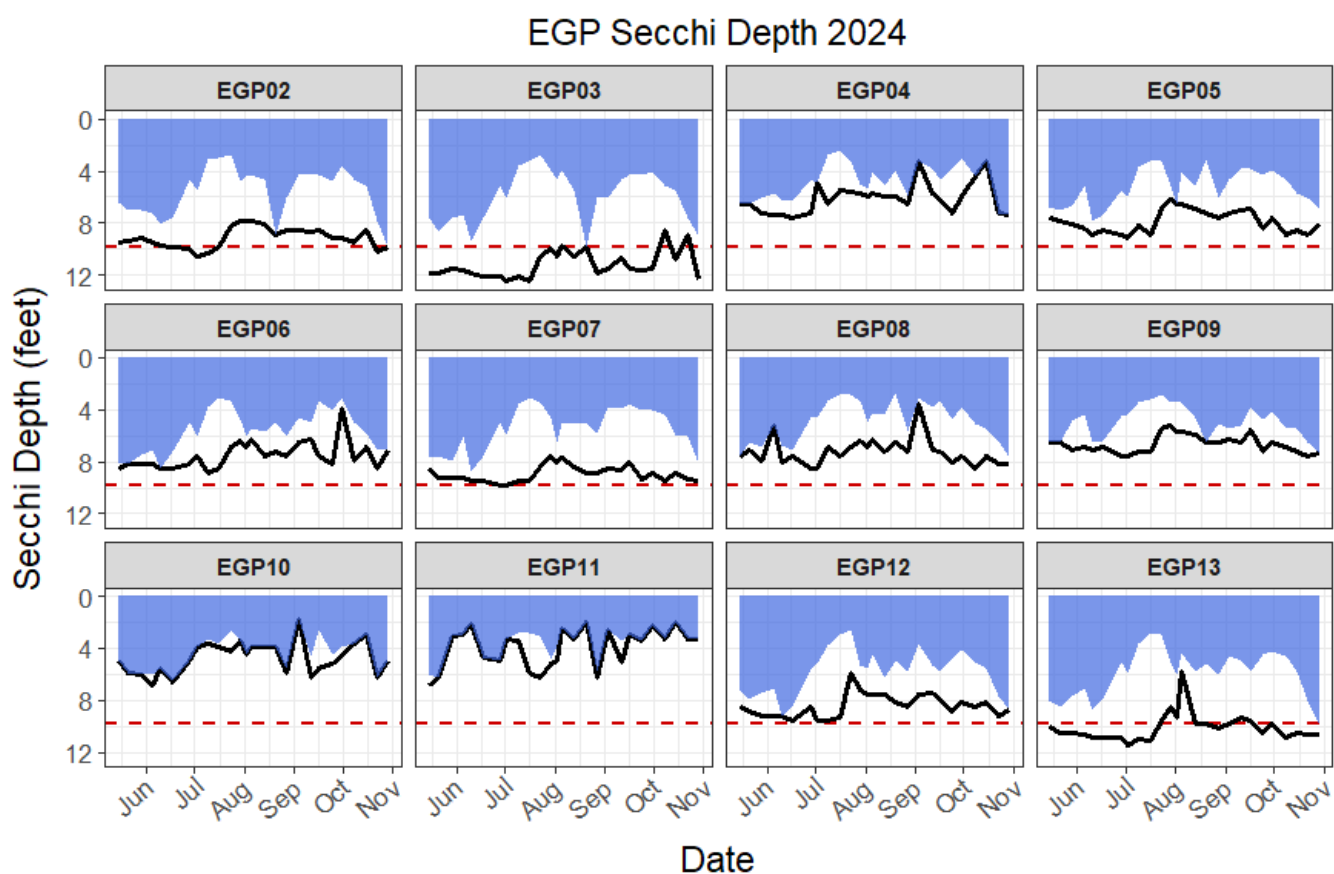 EGP Secchi Depth 2024
EGP02 EGP03 EGP04 EGP05
0
4
8
12
EGP06 EGP07 EGP08 EGP09
0
4
8
12
EGP10 EGP11 EGP12 EGP13
0
4
8
12
Jun Jul Aug Sep Oct Nov Jun Jul Aug Sep Oct Nov Jun Jul Aug Sep Oct Nov Jun Jul Aug Sep Oct Nov
Secchi Depth (feet)
Date